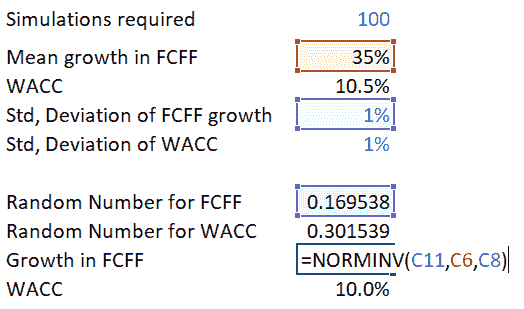 Simulations required 100
Mean growth in FCFF 35%
WACC 10.5%
Std, Deviation of FCFF growth 1%
Std, Deviation of WACC 1%
Random Number for FCFF 0.169538
Random Number for WACC 0.301539
Growth in FCFF =NORMINV(C11,C6,C8)
WACC 10.0%